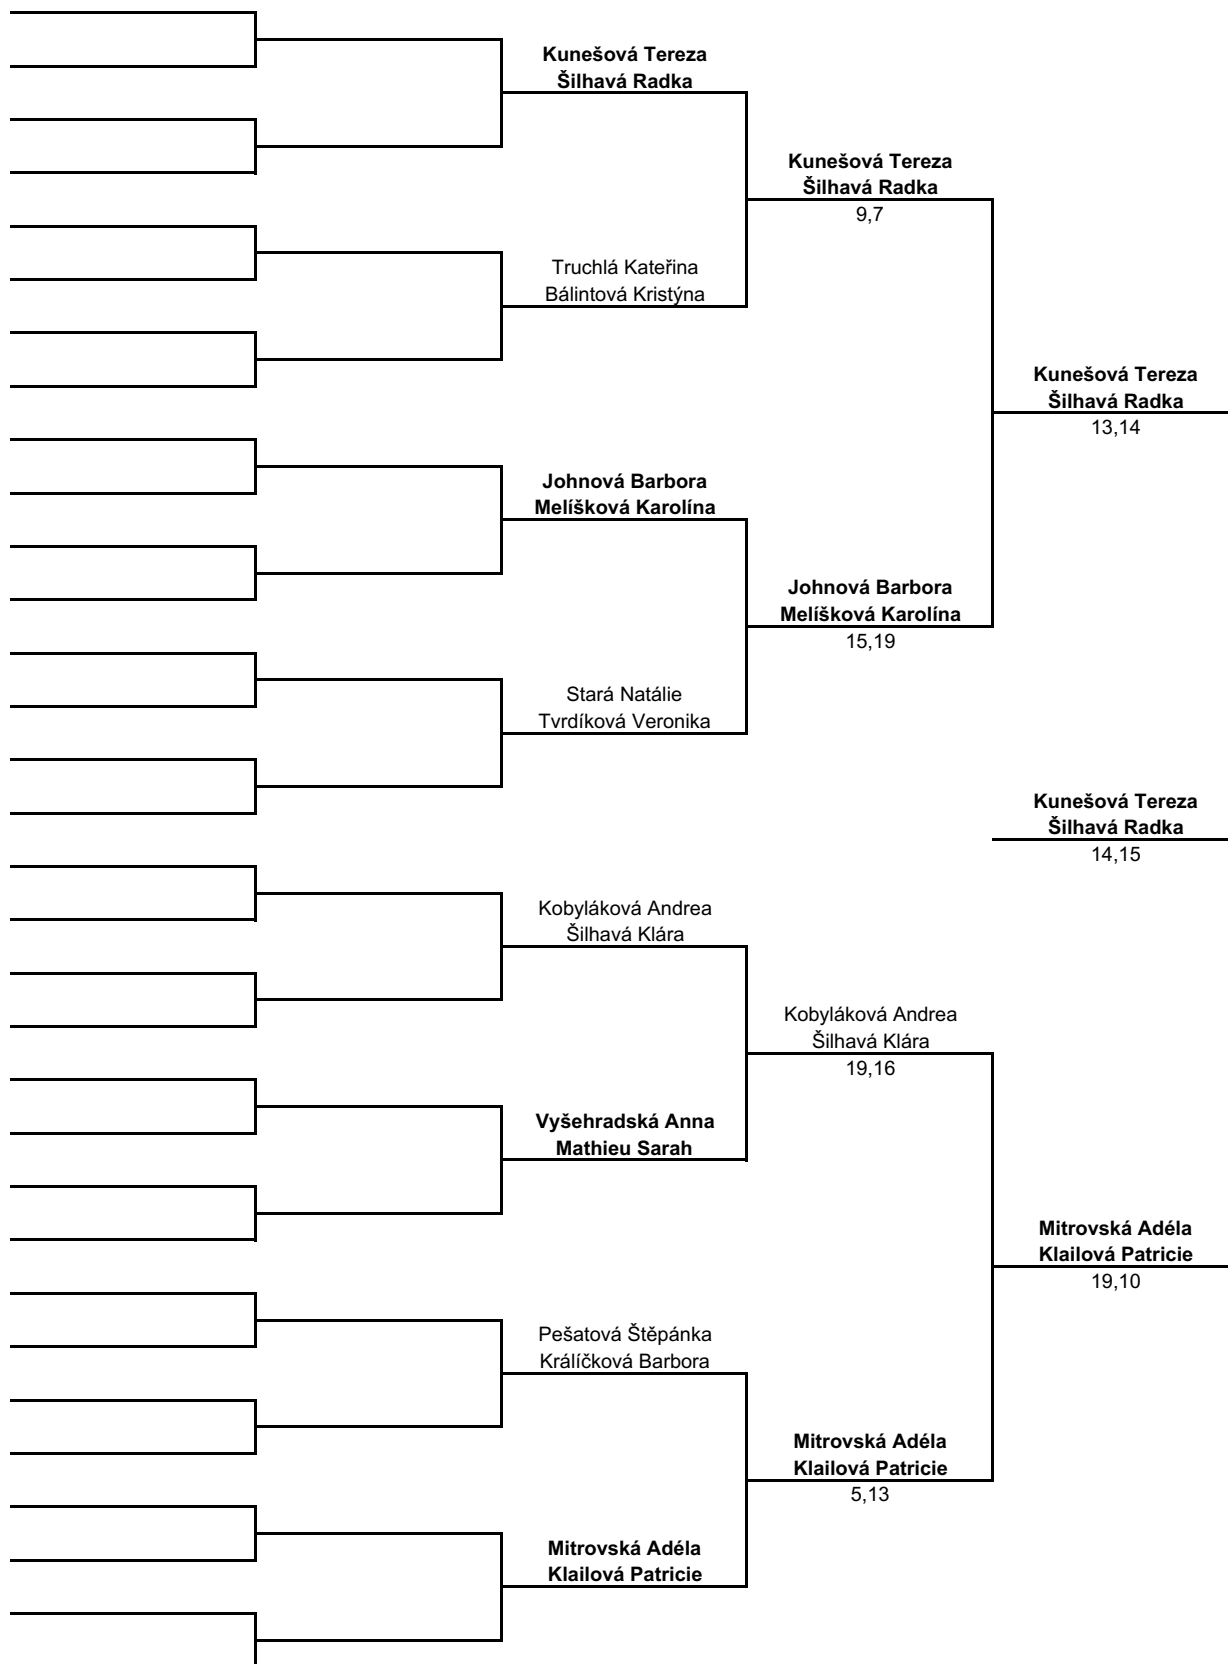 Kunešová Tereza
Šilhavá Radka
Kunešová Tereza
Šilhavá Radka
9,7
Truchlá Kateřina
Bálintová Kristýna
Kunešová Tereza
Šilhavá Radka
13,14
Johnová Barbora
Melíšková Karolína
Johnová Barbora
Melíšková Karolína
15,19
Stará Natálie
Tvrdíková Veronika
Kunešová Tereza
Šilhavá Radka
14,15
Kobyláková Andrea
Šilhavá Klára
Kobyláková Andrea
Šilhavá Klára
19,16
Vyšehradská Anna
Mathieu Sarah
Mitrovská Adéla
Klailová Patricie
19,10
Pešatová Štěpánka
Králíčková Barbora
Mitrovská Adéla
Klailová Patricie
5,13
Mitrovská Adéla
Klailová Patricie